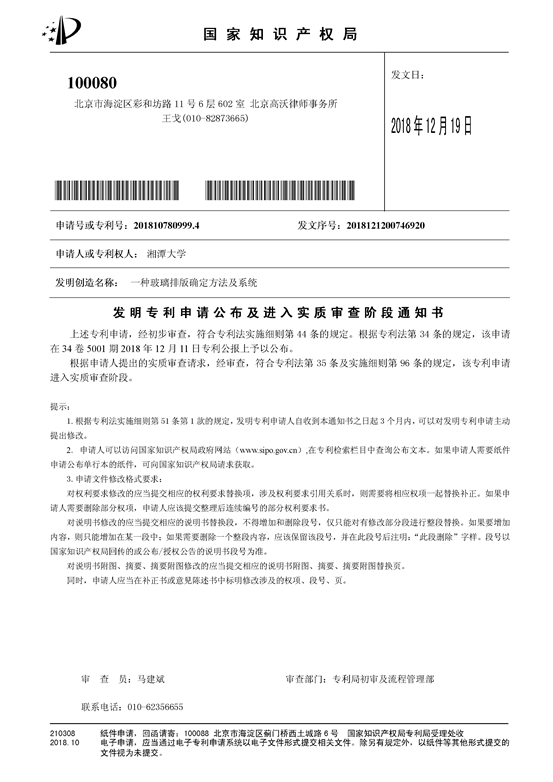 国家知识产权局
100080
北京市海淀区彩和坊路 11 号 6 层 602 室 北京高沃律师事务所
王戈(010-82873665)
发文日：
2018 年 12 月 19 日
申请号或专利号：201810780999.4
发文序号：2018121200746920
申请人或专利权人： 湘潭大学
发明创造名称： 一种玻璃排版确定方法及系统
发明专利申请公布及进入实质审查阶段通知书
上述专利申请，经初步审查，符合专利法实施细则第 44 条的规定。根据专利法第 34 条的规定，该申请
在 34 卷 5001 期 2018 年 12 月 11 日专利公报上予以公布。
根据申请人提出的实质审查请求，经审查，符合专利法第 35 条及实施细则第 96 条的规定，该专利申请
进入实质审查阶段。
提示：
1.根据专利法实施细则第 51 条第 1 款的规定，发明专利申请人自收到本通知书之日起 3 个月内，可以对发明专利申请主动
提出修改。
2. 申请人可以访问国家知识产权局政府网站（www.sipo.gov.cn）,在专利检索栏目中查询公布文本。如果申请人需要纸件
申请公布单行本的纸件，可向国家知识产权局请求获取。
3.申请文件修改格式要求：
对权利要求修改的应当提交相应的权利要求替换项，涉及权利要求引用关系时，则需要将相应权项一起替换补正。如果申
请人需要删除部分权项，申请人应该提交整理后连续编号的部分权利要求书。
对说明书修改的应当提交相应的说明书替换段，不得增加和删除段号，仅只能对有修改部分段进行整段替换。如果要增加
内容，则只能增加在某一段中；如果需要删除一个整段内容，应该保留该段号，并在此段号后注明：“此段删除”字样。段号以
国家知识产权局回传的或公布/授权公告的说明书段号为准。
对说明书附图、摘要、摘要附图修改的应当提交相应的说明书附图、摘要、摘要附图替换页。
同时，申请人应当在补正书或意见陈述书中标明修改涉及的权项、段号、页。
审 查 员：马建斌
审查部门：专利局初审及流程管理部
联系电话：010-62356655
210308 纸件申请，回函请寄：100088 北京市海淀区蓟门桥西土城路 6 号 国家知识产权局专利局受理处收
2018.10 电子申请，应当通过电子专利申请系统以电子文件形式提交相关文件。除另有规定外，以纸件等其他形式提交的
文件视为未提交。